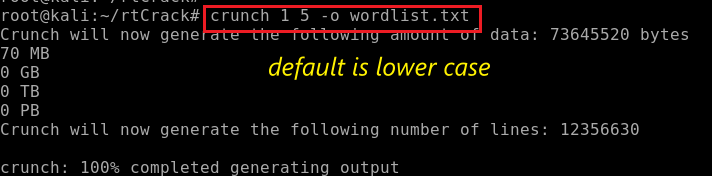 root@kali:~/rtCrack#
root@kali:~/rtCrack# crunch 1 5 -o wordlist.txt
Crunch will now generate the following amount of data: 73645520 bytes
70 MB
default is lower case
0 GB
0 TB
0 PB
Crunch will now generate the following number of lines: 12356630
crunch: 100% completed generating output